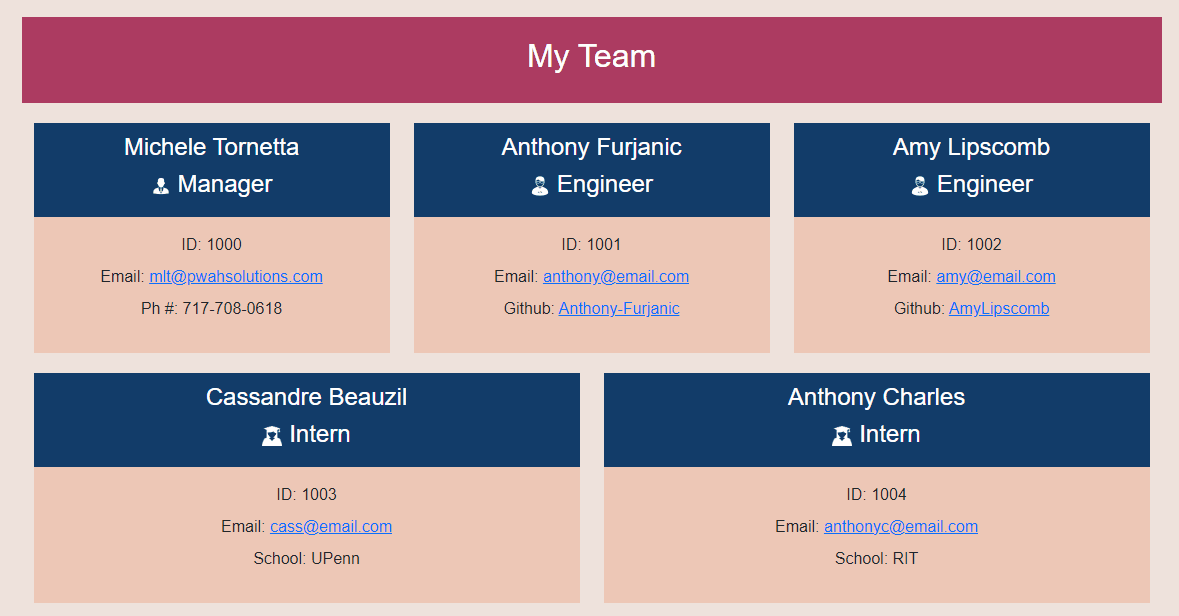 My Team
Michele Tornetta
Manager
ID: 1000
Email: mlt@pwahsolutions.com
Ph #: 717-708-0618
Anthony Furjanic
Engineer
ID: 1001
Email: anthony@email.com
Github: Anthony-Furjanic
Amy Lipscomb
Engineer
ID: 1002
Email: amy@email.com
Github: AmyLipscomb
Cassandre Beauzil
Intern
ID: 1003
Email: cass@email.com
School: UPenn
Anthony Charles
Intern
ID: 1004
Email: anthonyc@email.com
School: RIT